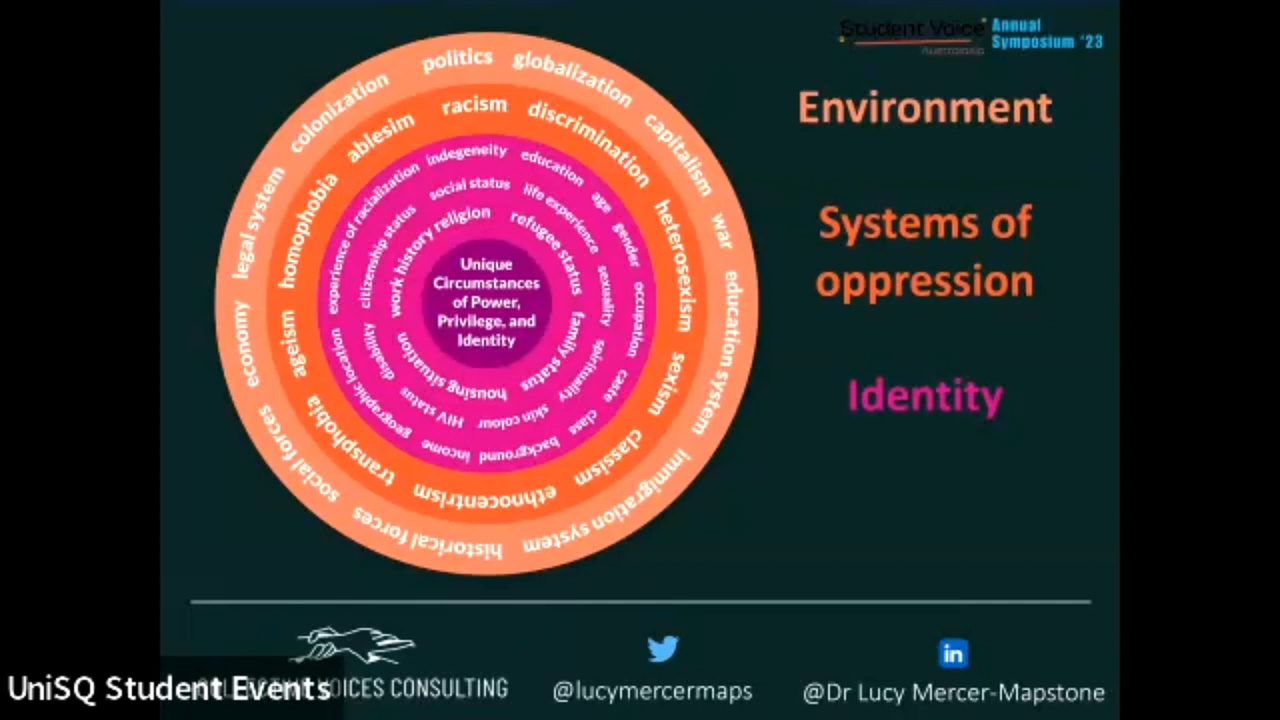 Student Voice
Australasia
Annual
Symposium '23
Environment
Systems of
oppression
Identity
colonization politics globalization capitalism war education system immigration system historical forces social forces economy legal system
ablesim racism discrimination heterosexism sexism classism ethnocentrism transphobia ageism homophobia
experience of racialization indegeneity education age gender occupation caste class background income geographic location
citizenship status social status life experience sexuality spirituality skin colour HIV status disability
work history religion refugee status family status housing situation
Unique
Circumstances
of Power,
Privilege, and
Identity
VOICES CONSULTING
@lucymercermaps
in
@Dr Lucy Mercer-Mapstone
UniSQ Student Events